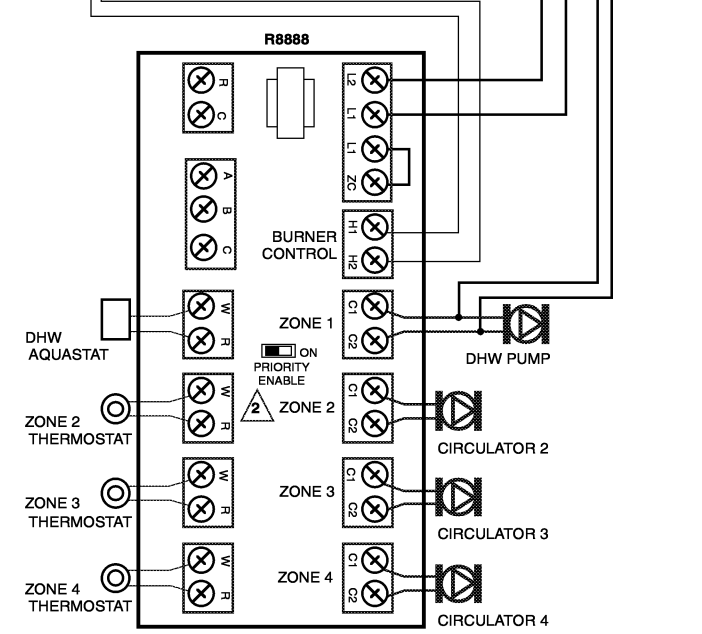 R8888
R
C
L2
L1
L1
ZC
A
B
C
BURNER
CONTROL
H1
H2
DHW
AQUASTAT
W
R
ZONE 1
C1
C2
DHW PUMP
ON
PRIORITY
ENABLE
2
ZONE 2
THERMOSTAT
W
R
ZONE 2
C1
C2
CIRCULATOR 2
ZONE 3
THERMOSTAT
W
R
ZONE 3
C1
C2
CIRCULATOR 3
ZONE 4
THERMOSTAT
W
R
ZONE 4
C1
C2
CIRCULATOR 4